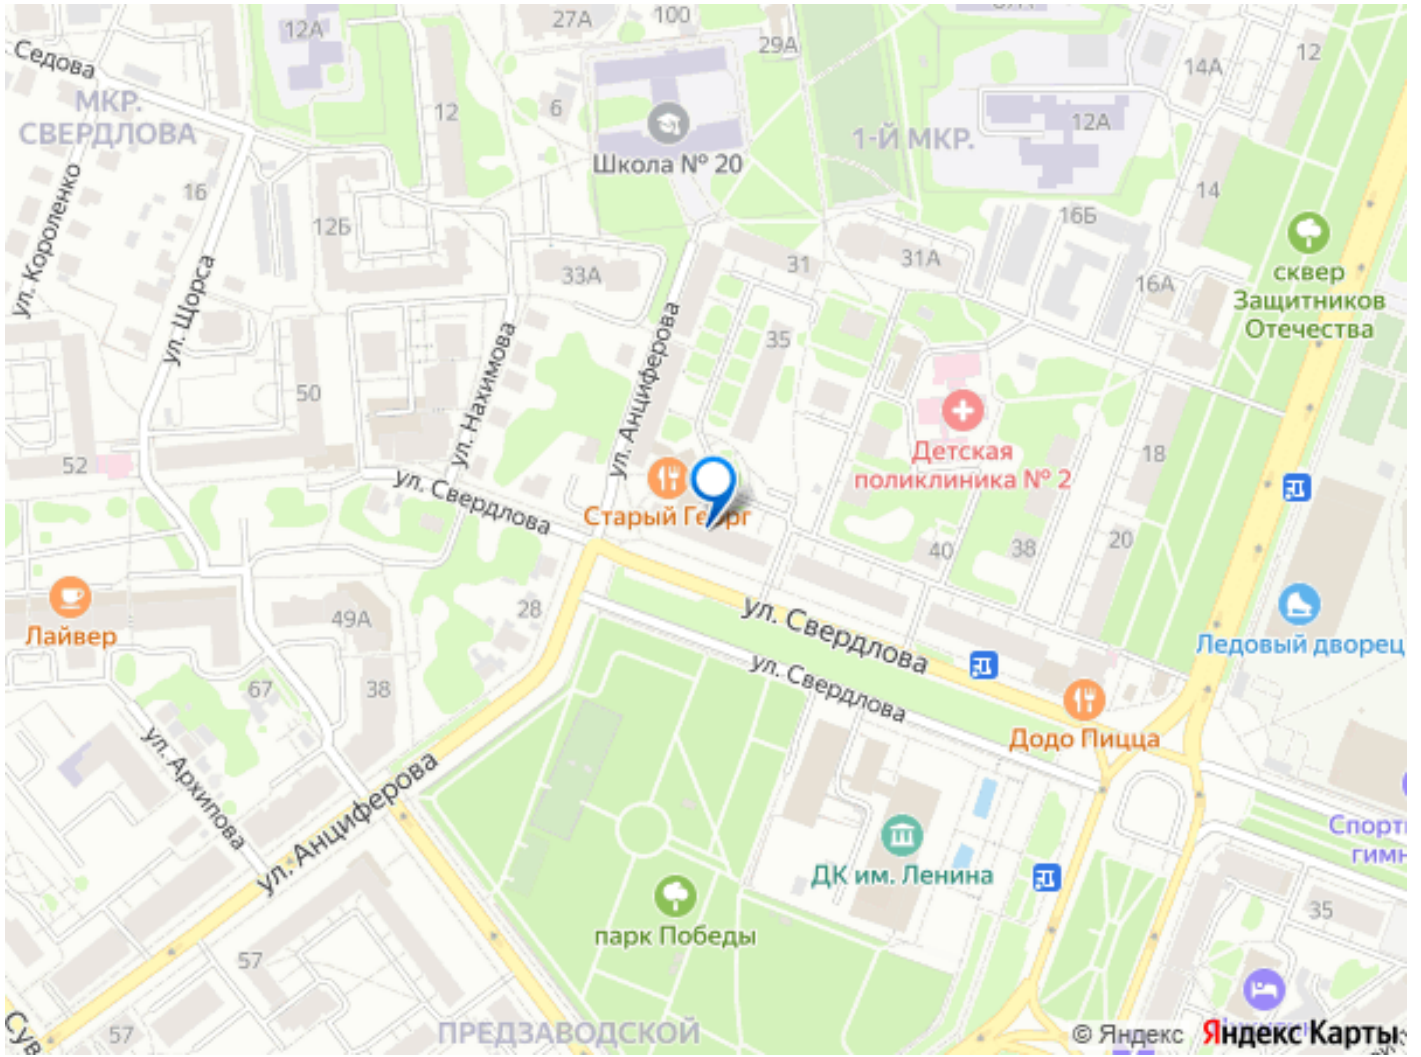 27А
100
12А
29А
12
14А
Седова
МКР.
СВЕРДЛОВА
12
6
12А
1-Й МКР.
Школа № 20
16
14
ул. Короленко
12Б
16Б
сквер
Защитников
Отечества
31
31А
33А
16А
ул. Щорса
ул. Анциферова
35
ул. Нахимова
50
Детская
поликлиника № 2
18
52
ул. Свердлова
Старый Георг
40
38
20
Лайвер
49А
28
ул. Свердлова
Ледовый дворец
67
38
ул. Свердлова
Додо Пицца
ул. Архипова
ул. Анциферова
ДК им. Ленина
парк Победы
35
57
57
ПРЕДЗАВОДСКОЙ
© Яндекс Яндекс Карты